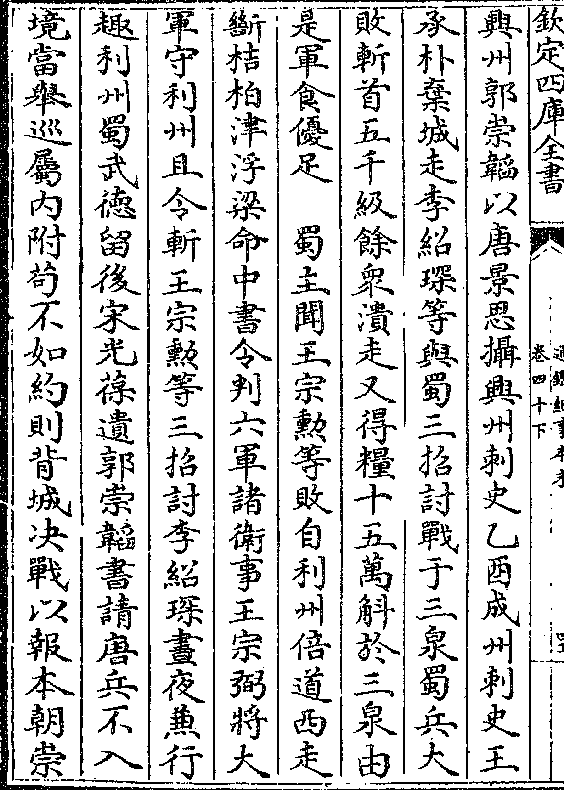 欽定四庫全書
卷四十下
興州郭崇韜以唐景思攝興州刺史乙酉成州刺史王
承朴棄城走李紹琛等與蜀三招討戰于三泉蜀兵大
敗斬首五千級餘衆潰走又得糧十五萬斛於三泉由
是軍食優足　蜀主聞王宗勲等敗自利州倍道西走
斷桔柏津浮梁命中書令判六軍諸衛事王宗弼將大
軍守利州且令斬王宗勲等三招討李紹琛晝夜兼行
趣利州蜀武德留後宋光葆遺郭崇韜書請唐兵不入
境當舉巡屬内附茍不如約則背城决戰以報本朝崇